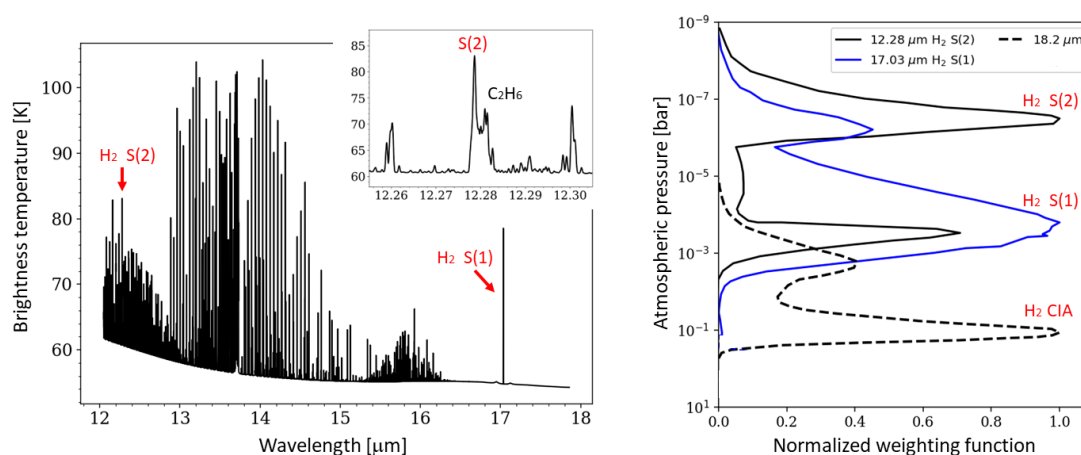 Brightness temperature [K]
100
90
80
70
60
12
13
14
15
16
17
18
Wavelength [μm]
H₂ S(2)
H₂ S(1)
85
80
75
70
65
60
12.26
12.27
12.28
12.29
12.30
S(2)
C₂H₆
Atmospheric pressure [bar]
10⁻⁹
10⁻⁷
10⁻⁵
10⁻³
10⁻¹
10¹
0.0
0.2
0.4
0.6
0.8
1.0
Normalized weighting function
12.28 μm H₂ S(2)
17.03 μm H₂ S(1)
18.2 μm
H₂ S(2)
H₂ S(1)
H₂ CIA